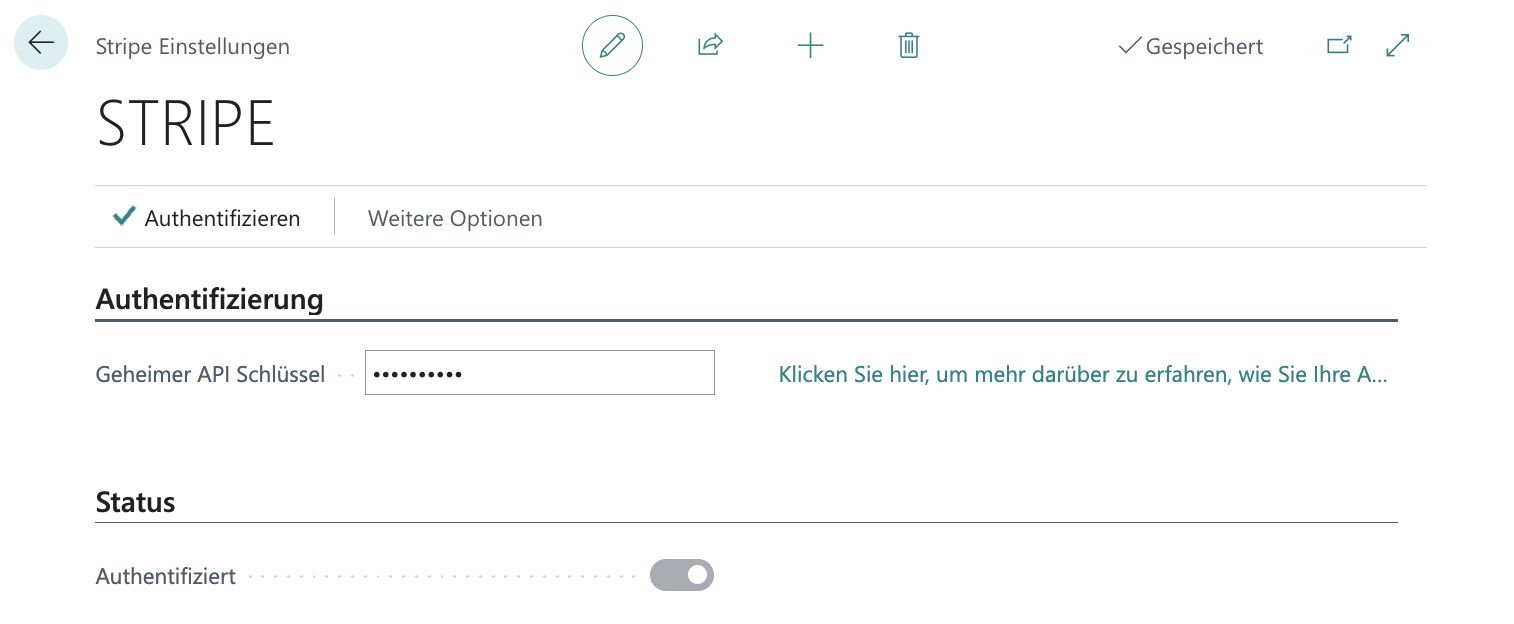 Stripe Einstellungen
Gespeichert
STRIPE
Authentifizieren
Weitere Optionen
Authentifizierung
Geheimer API Schlüssel
••••••••••
Klicken Sie hier, um mehr darüber zu erfahren, wie Sie Ihre A...
Status
Authentifiziert